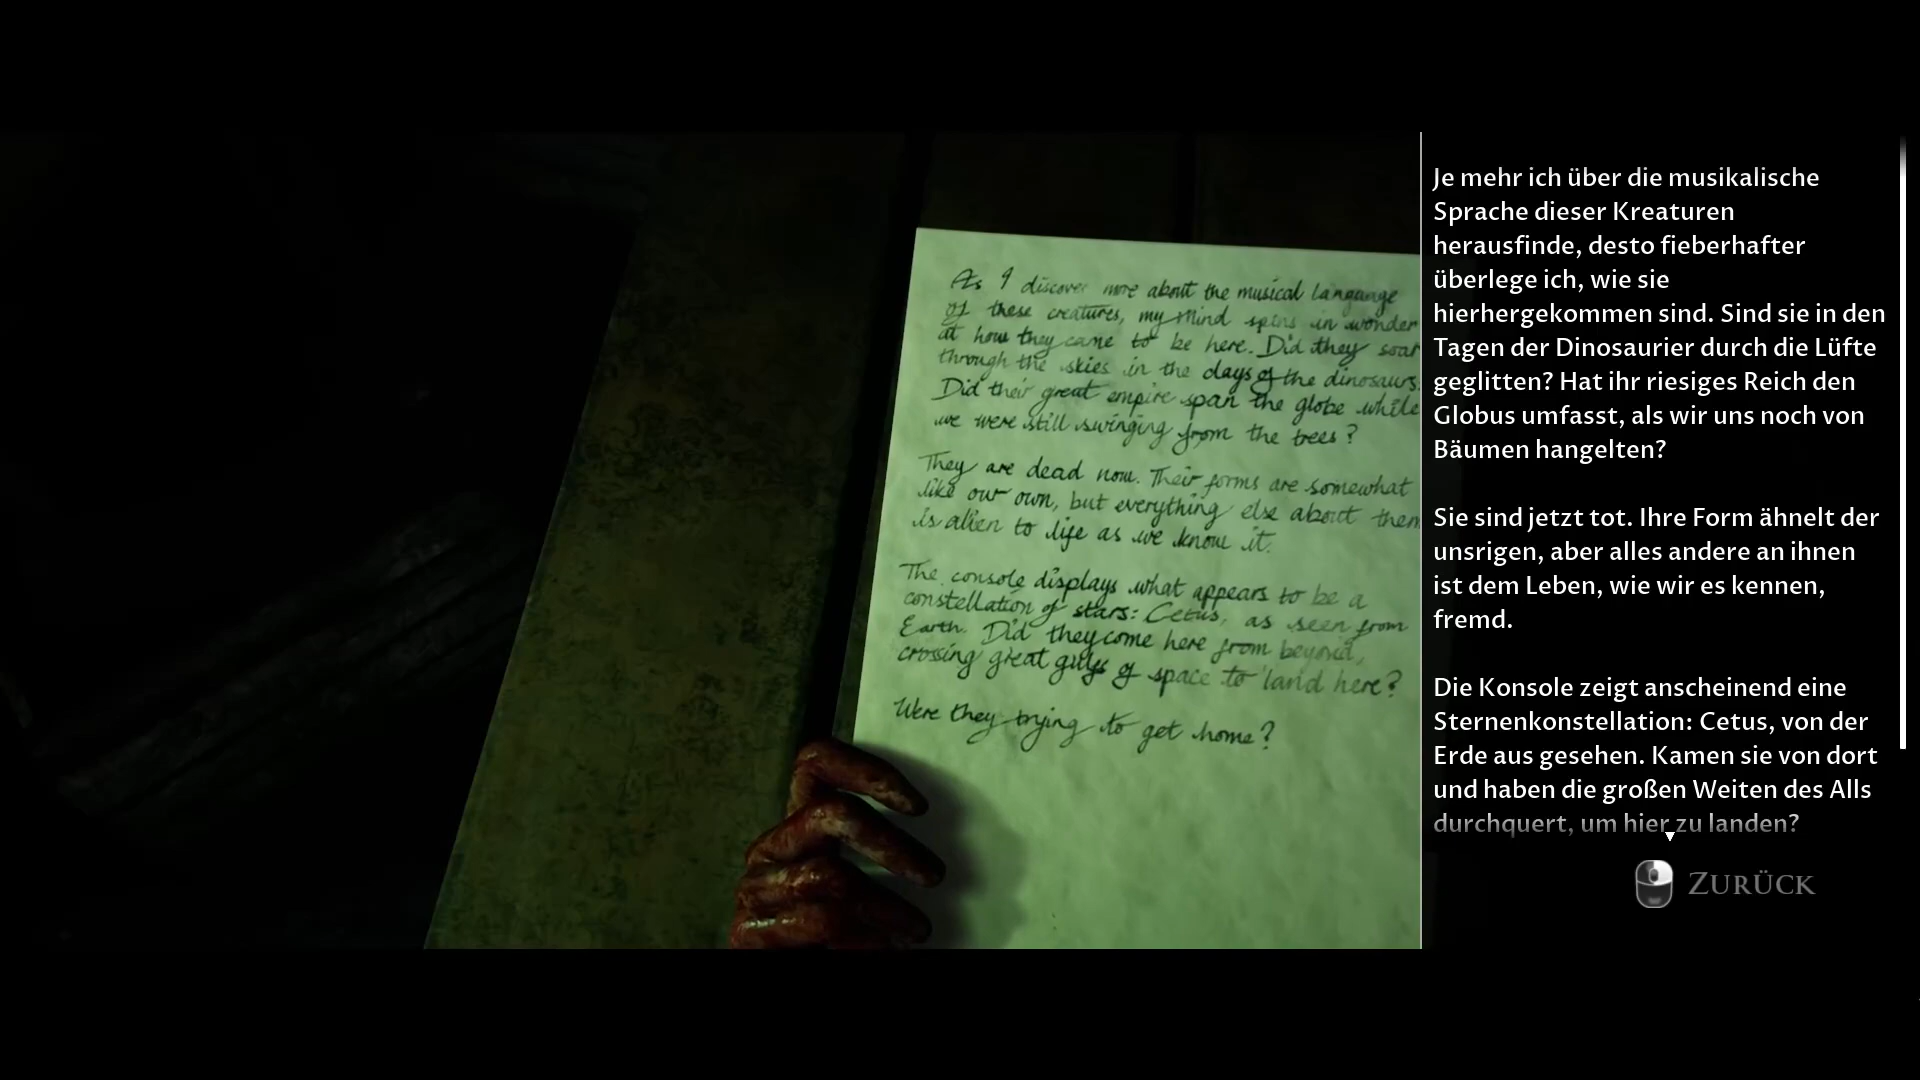 As I discover more about the musical language
of these creatures, my mind spins in wonder
at how they came to be here. Did they soar
through the skies in the days of the dinosaurs.
Did their great empire span the globe while
we were still swinging from the trees?
They are dead now. Their forms are somewhat
like our own, but everything else about them
is alien to life as we know it.
The console displays what appears to be a
constellation of stars: Cetus, as seen from
Earth. Did they come here from beyond,
crossing great gulfs of space to land here?
Were they trying to get home?
Je mehr ich über die musikalische
Sprache dieser Kreaturen
herausfinde, desto fieberhafter
überlege ich, wie sie
hierhergekommen sind. Sind sie in den
Tagen der Dinosaurier durch die Lüfte
geglitten? Hat ihr riesiges Reich den
Globus umfasst, als wir uns noch von
Bäumen hangelten?
Sie sind jetzt tot. Ihre Form ähnelt der
unsrigen, aber alles andere an ihnen
ist dem Leben, wie wir es kennen,
fremd.
Die Konsole zeigt anscheinend eine
Sternenkonstellation: Cetus, von der
Erde aus gesehen. Kamen sie von dort
und haben die großen Weiten des Alls
durchquert, um hier zu landen?
ZURÜCK